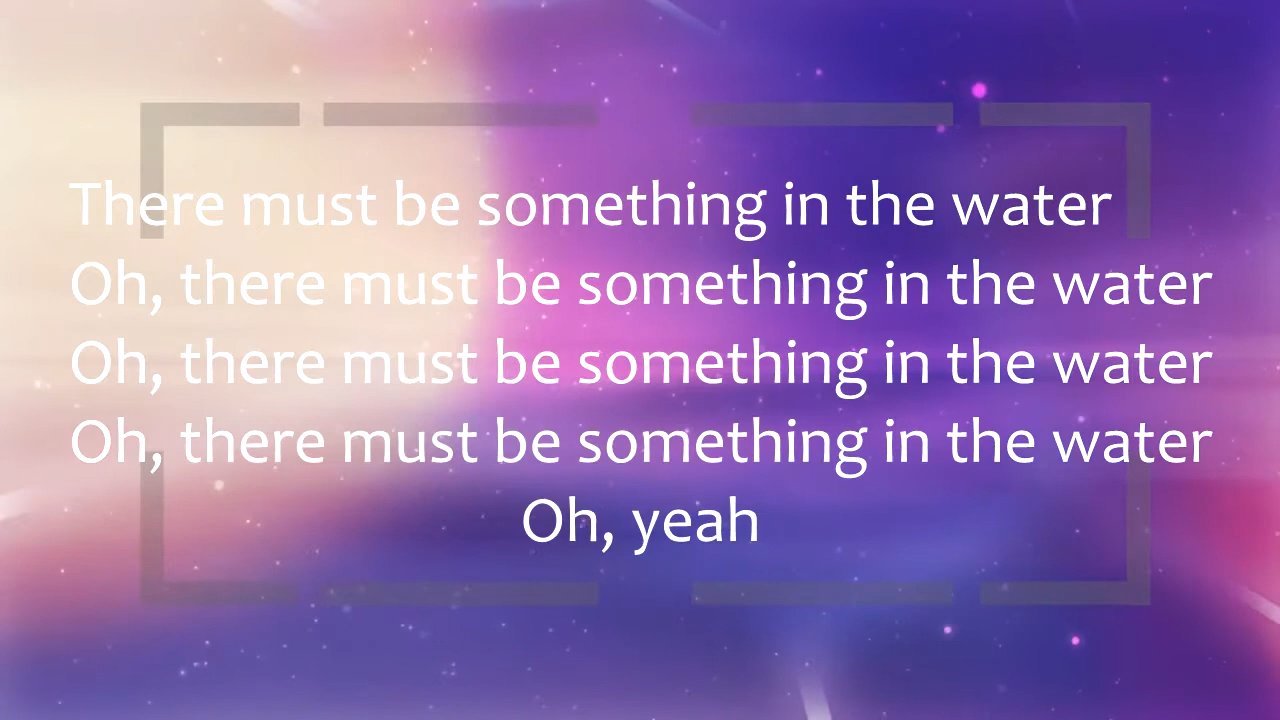 There must be something in the water
Oh, there must be something in the water
Oh, there must be something in the water
Oh, there must be something in the water
Oh, yeah